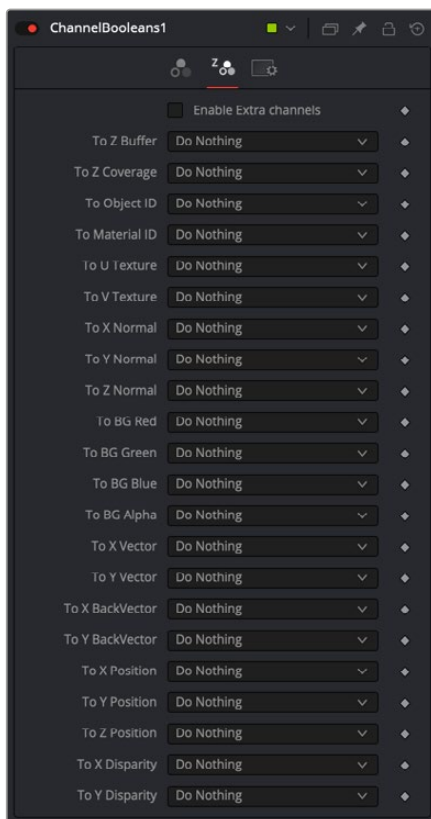 ChannelBooleans1
Z
Enable Extra channels
To Z Buffer Do Nothing
To Z Coverage Do Nothing
To Object ID Do Nothing
To Material ID Do Nothing
To U Texture Do Nothing
To V Texture Do Nothing
To X Normal Do Nothing
To Y Normal Do Nothing
To Z Normal Do Nothing
To BG Red Do Nothing
To BG Green Do Nothing
To BG Blue Do Nothing
To BG Alpha Do Nothing
To X Vector Do Nothing
To Y Vector Do Nothing
To X BackVector Do Nothing
To Y BackVector Do Nothing
To X Position Do Nothing
To Y Position Do Nothing
To Z Position Do Nothing
To X Disparity Do Nothing
To Y Disparity Do Nothing